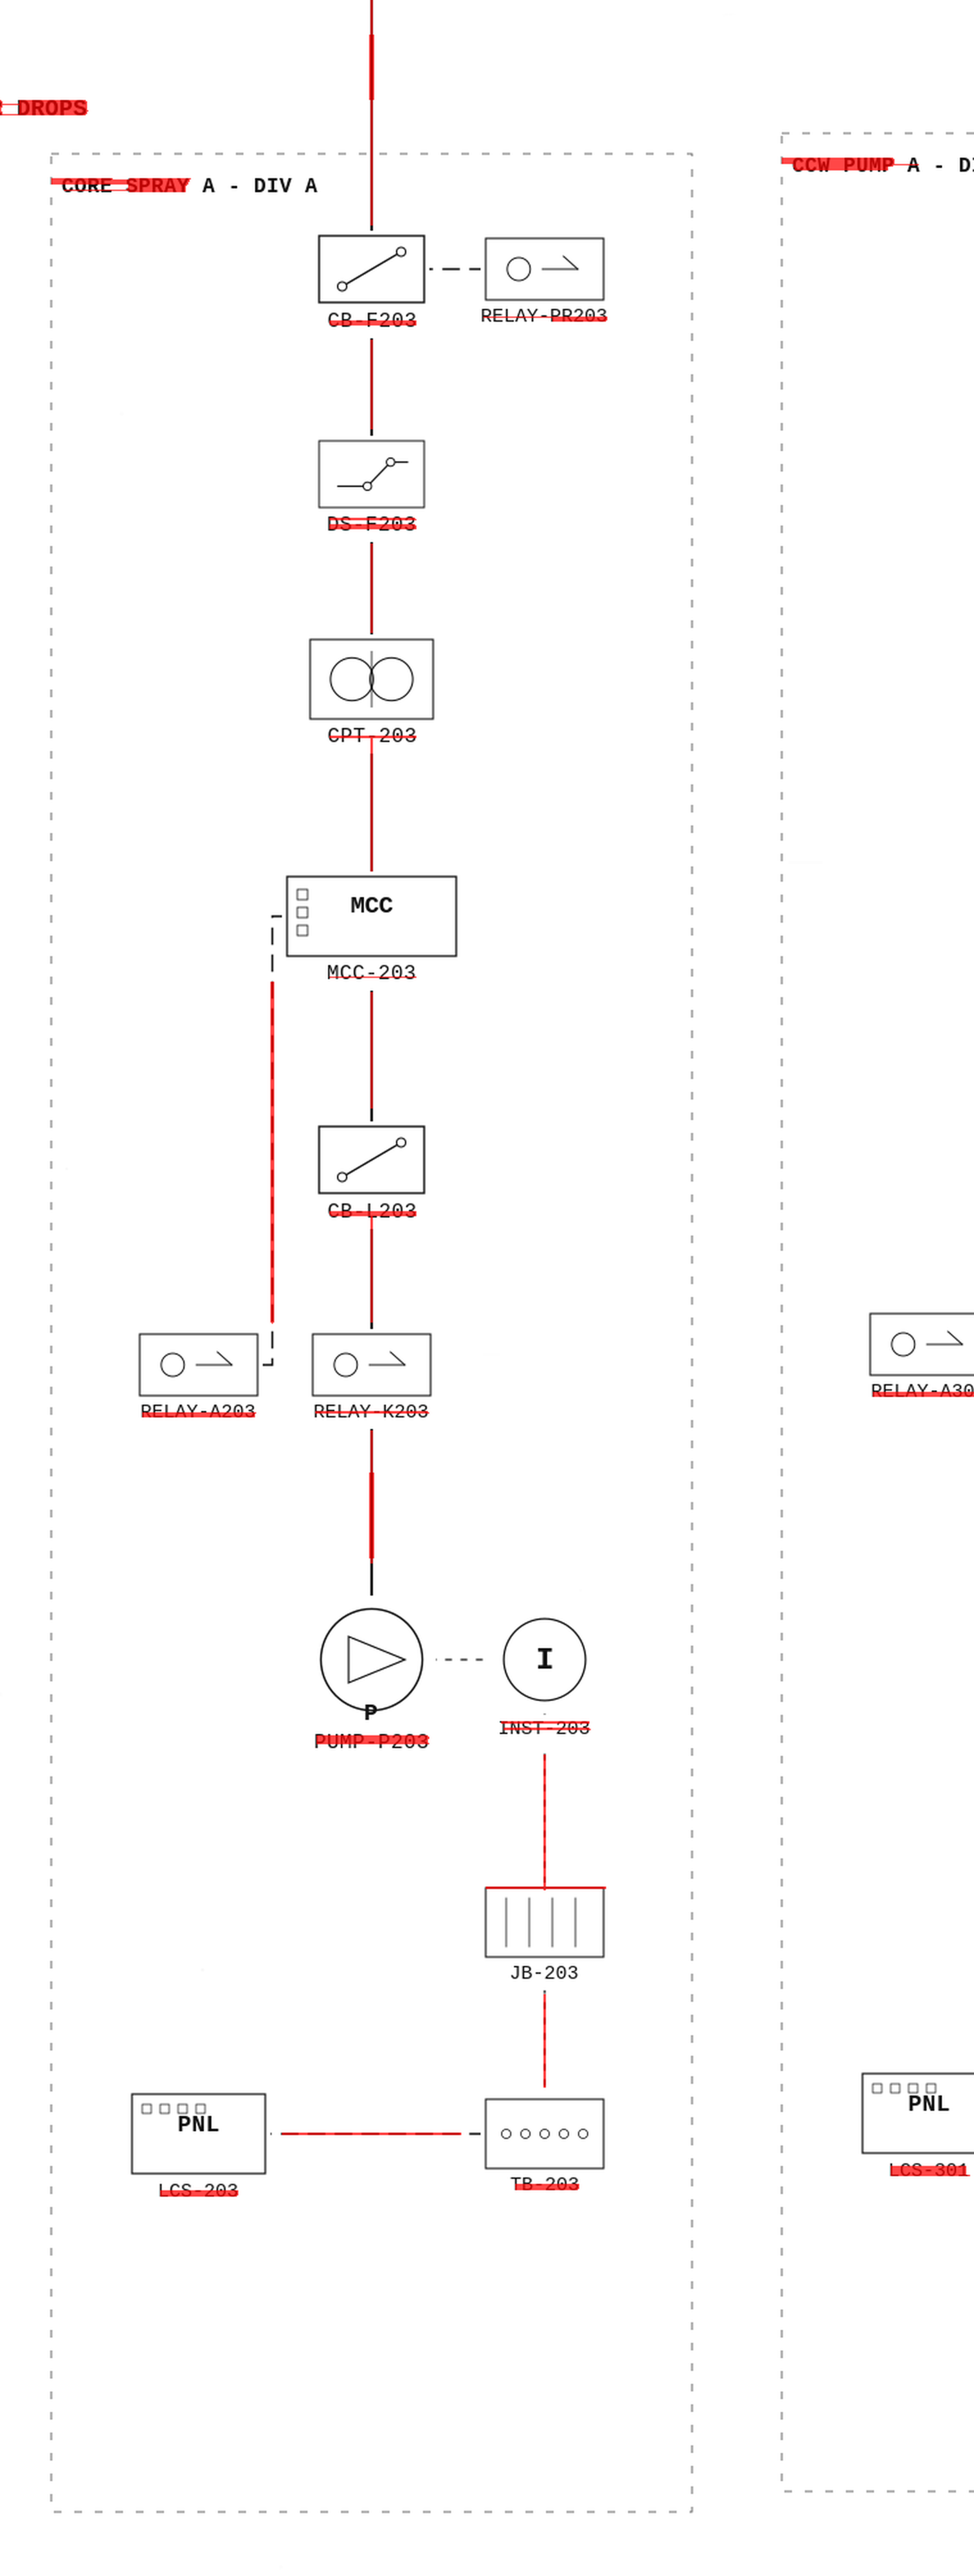 DROPS
CORE SPRAY A - DIV A
CCW PUMP A -
CB-F203
RELAY-PR203
DS-F203
CPT-203
MCC
MCC-203
CB-L203
RELAY-A203
RELAY-K203
RELAY-A30
I
P
PUMP-P203
INST-203
JB-203
PNL
PNL
LCS-301
TB-203
LCS-203